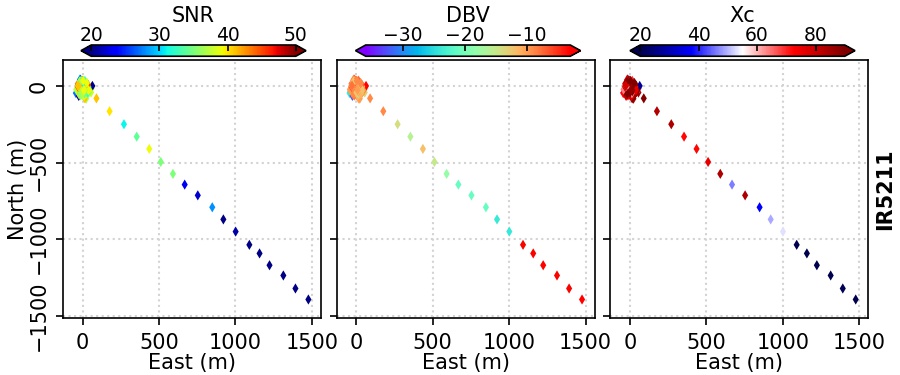 SNR DBV Xc
20 30 40 50 −30 −20 −10 20 40 60 80
0
−500
−1000
−1500
North (m)
0 500 1000 1500 0 500 1000 1500 0 500 1000 1500
East (m) East (m) East (m)
IR5211